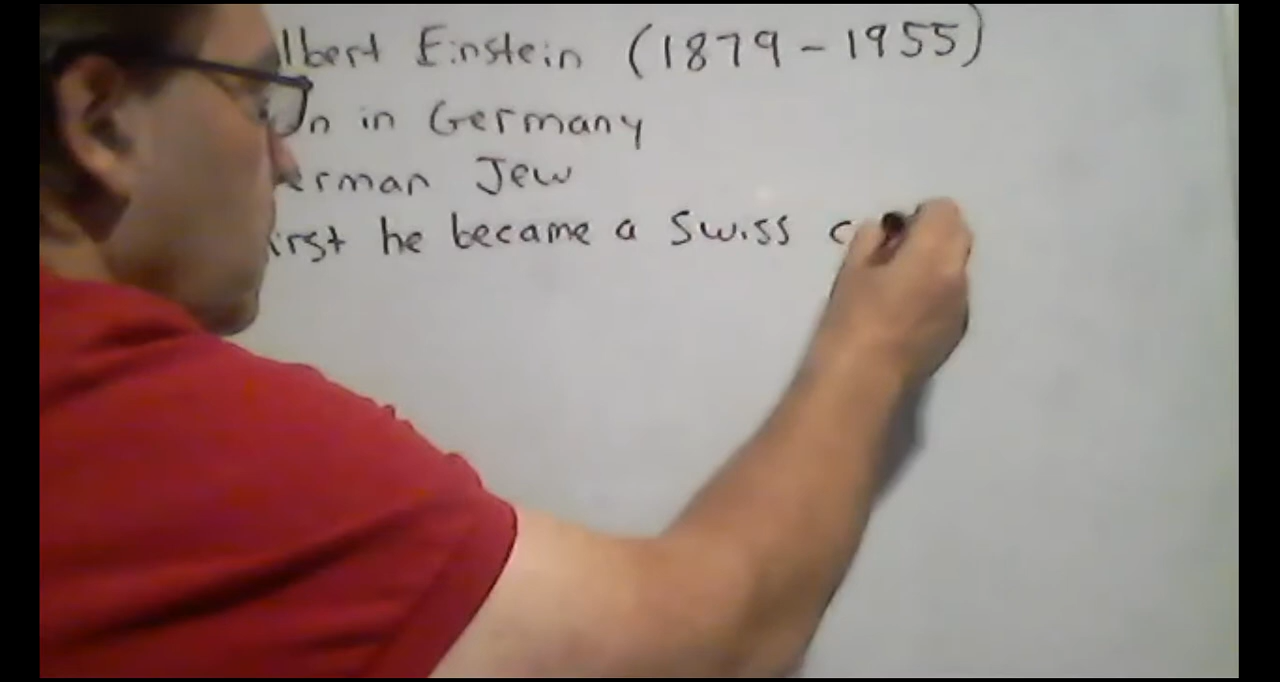 lbert Einstein (1879-1955)
n in Germany
erman Jew
irst he became a Swiss c